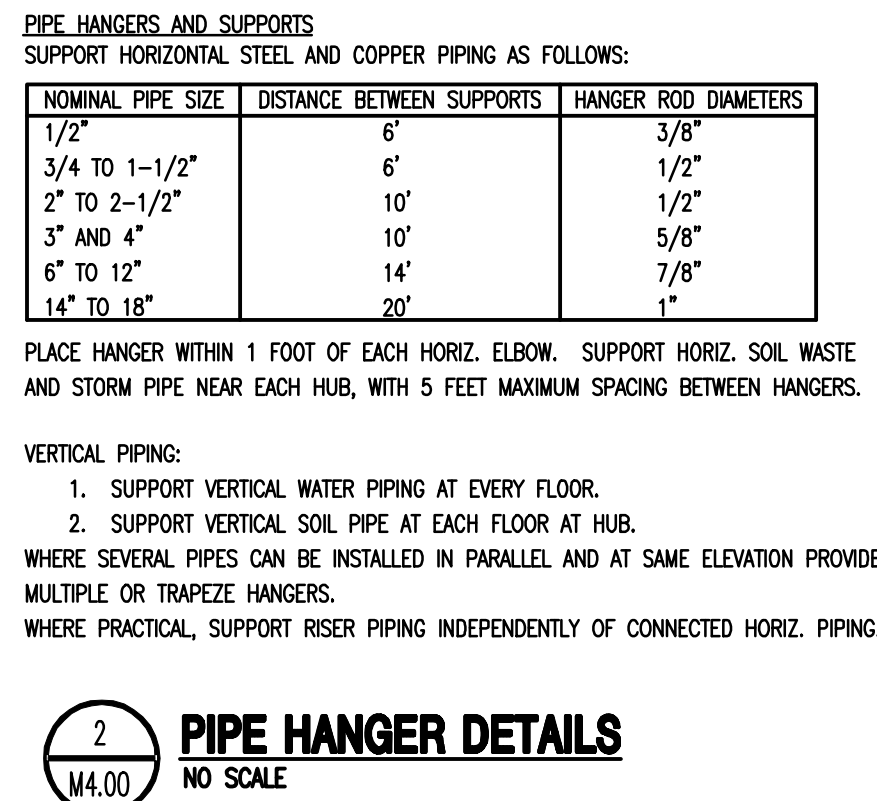 PIPE HANGERS AND SUPPORTS
SUPPORT HORIZONTAL STEEL AND COPPER PIPING AS FOLLOWS:
NOMINAL PIPE SIZE DISTANCE BETWEEN SUPPORTS HANGER ROD DIAMETERS
1/2" 6' 3/8"
3/4 TO 1-1/2" 6' 1/2"
2" TO 2-1/2" 10' 1/2"
3" AND 4" 10' 5/8"
6" TO 12" 14' 7/8"
14" TO 18" 20' 1"
PLACE HANGER WITHIN 1 FOOT OF EACH HORIZ. ELBOW. SUPPORT HORIZ. SOIL WASTE
AND STORM PIPE NEAR EACH HUB, WITH 5 FEET MAXIMUM SPACING BETWEEN HANGERS.
VERTICAL PIPING:
1. SUPPORT VERTICAL WATER PIPING AT EVERY FLOOR.
2. SUPPORT VERTICAL SOIL PIPE AT EACH FLOOR AT HUB.
WHERE SEVERAL PIPES CAN BE INSTALLED IN PARALLEL AND AT SAME ELEVATION PROVIDE
MULTIPLE OR TRAPEZE HANGERS.
WHERE PRACTICAL, SUPPORT RISER PIPING INDEPENDENTLY OF CONNECTED HORIZ. PIPING.
2
M4.00
PIPE HANGER DETAILS
NO SCALE